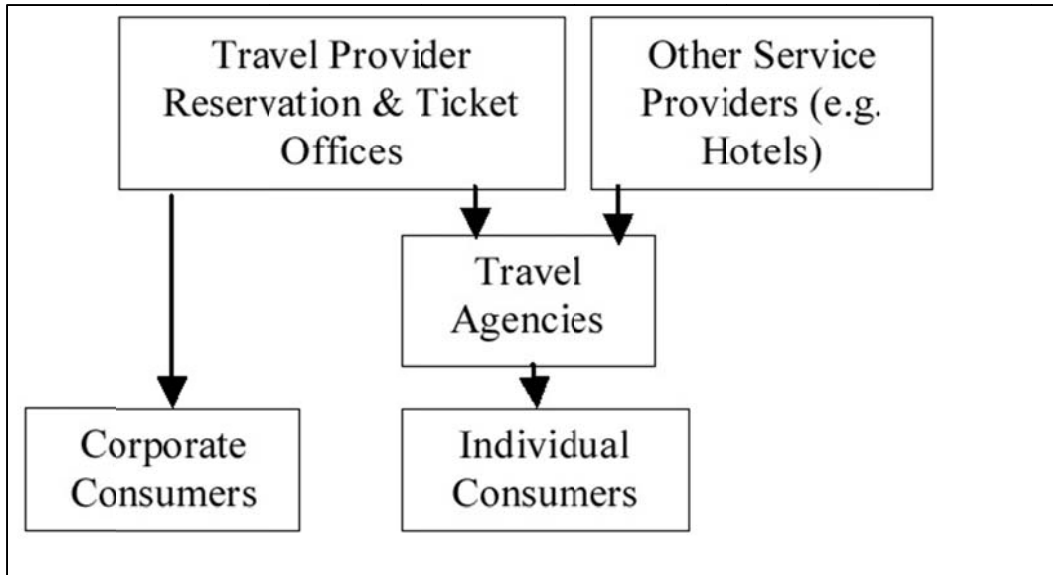 Travel Provider
Reservation & Ticket
Offices
Other Service
Providers (e.g.
Hotels)
Travel
Agencies
Corporate
Consumers
Individual
Consumers